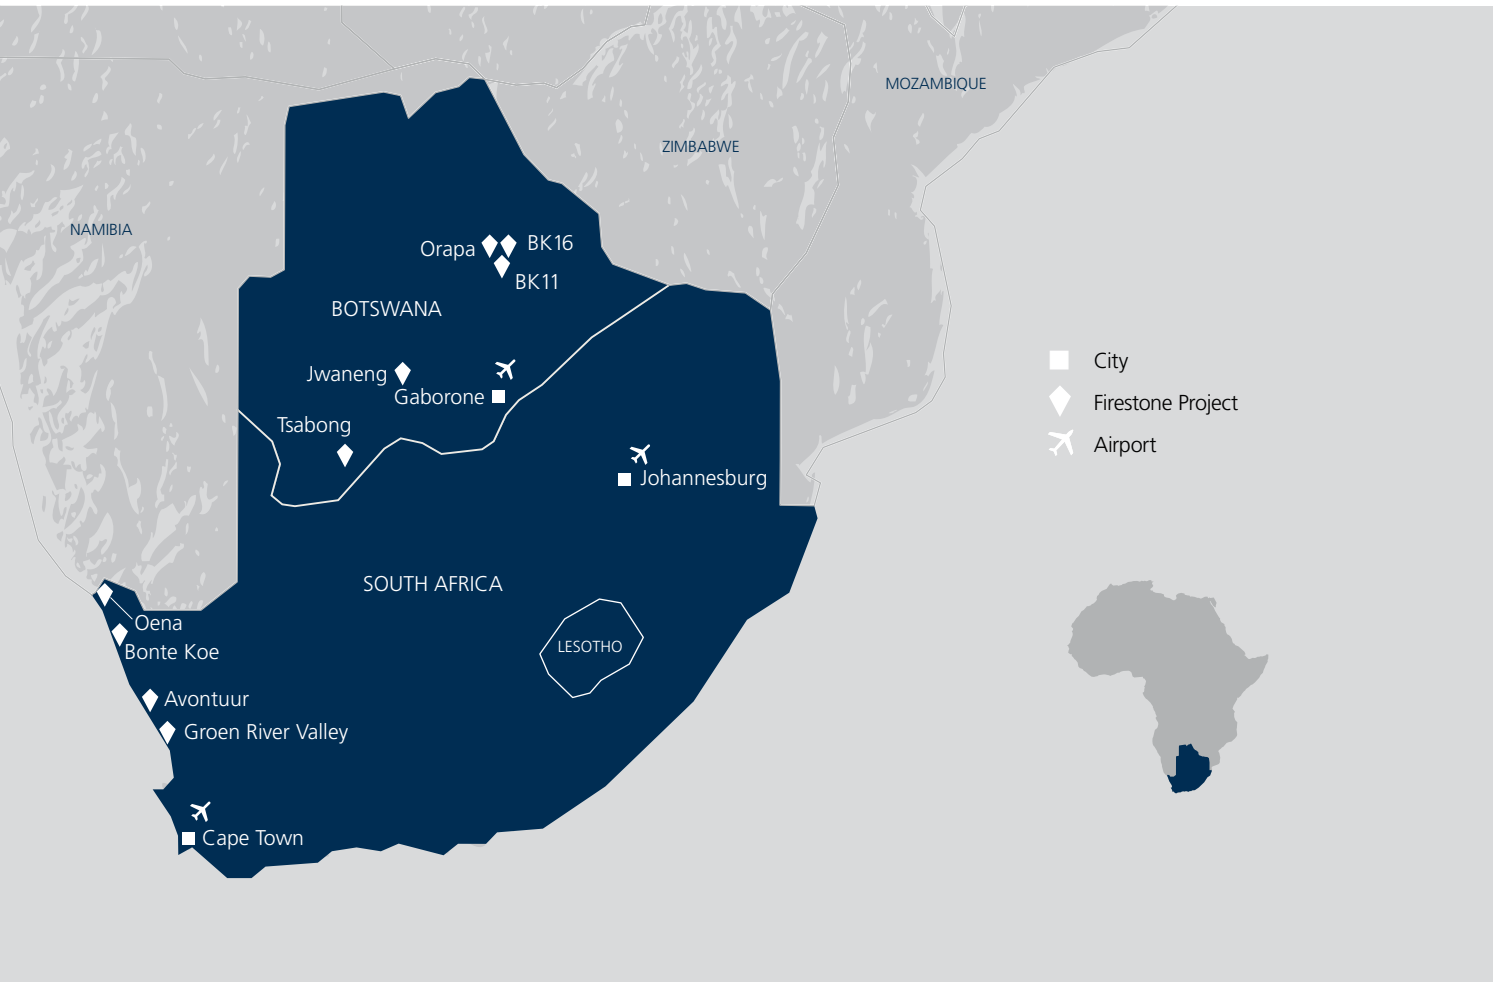 MOZAMBIQUE
ZIMBABWE
NAMIBIA
Orapa
BK16
BK11
BOTSWANA
Jwaneng
Gaborone
Tsabong
Johannesburg
SOUTH AFRICA
LESOTHO
Oena
Bonte Koe
Avontuur
Groen River Valley
Cape Town
City
Firestone Project
Airport